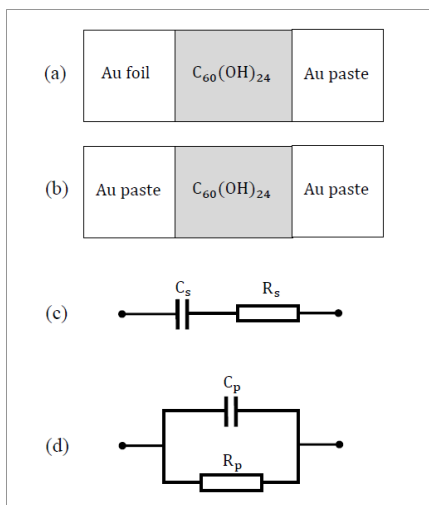 (a) Au foil C₆₀(OH)₂₄ Au paste
(b) Au paste C₆₀(OH)₂₄ Au paste
Cₛ Rₛ
(c)
Cₚ
(d)
Rₚ